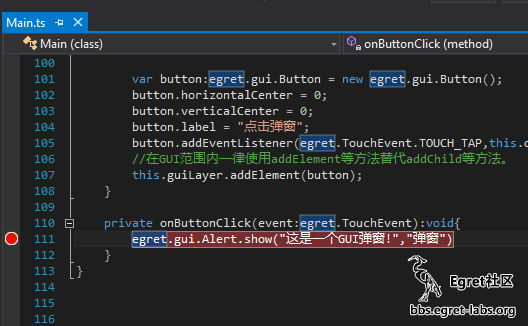 Main.ts
Main (class) onButtonClick (method)
100
101 var button:egret.gui.Button = new egret.gui.Button();
102 button.horizontalCenter = 0;
103 button.verticalCenter = 0;
104 button.label = "点击弹窗";
105 button.addEventListener(egret.TouchEvent.TOUCH_TAP,this.
106 //在GUI范围内一律使用addElement等方法替代addChild等方法。
107 this.guiLayer.addElement(button);
108 }
109
110 private onButtonClick(event:egret.TouchEvent):void{
111 egret.gui.Alert.show("这是一个GUI弹窗!","弹窗")
112 }
113 }
114
115
116
Egret社区
bbs.egret-labs.org